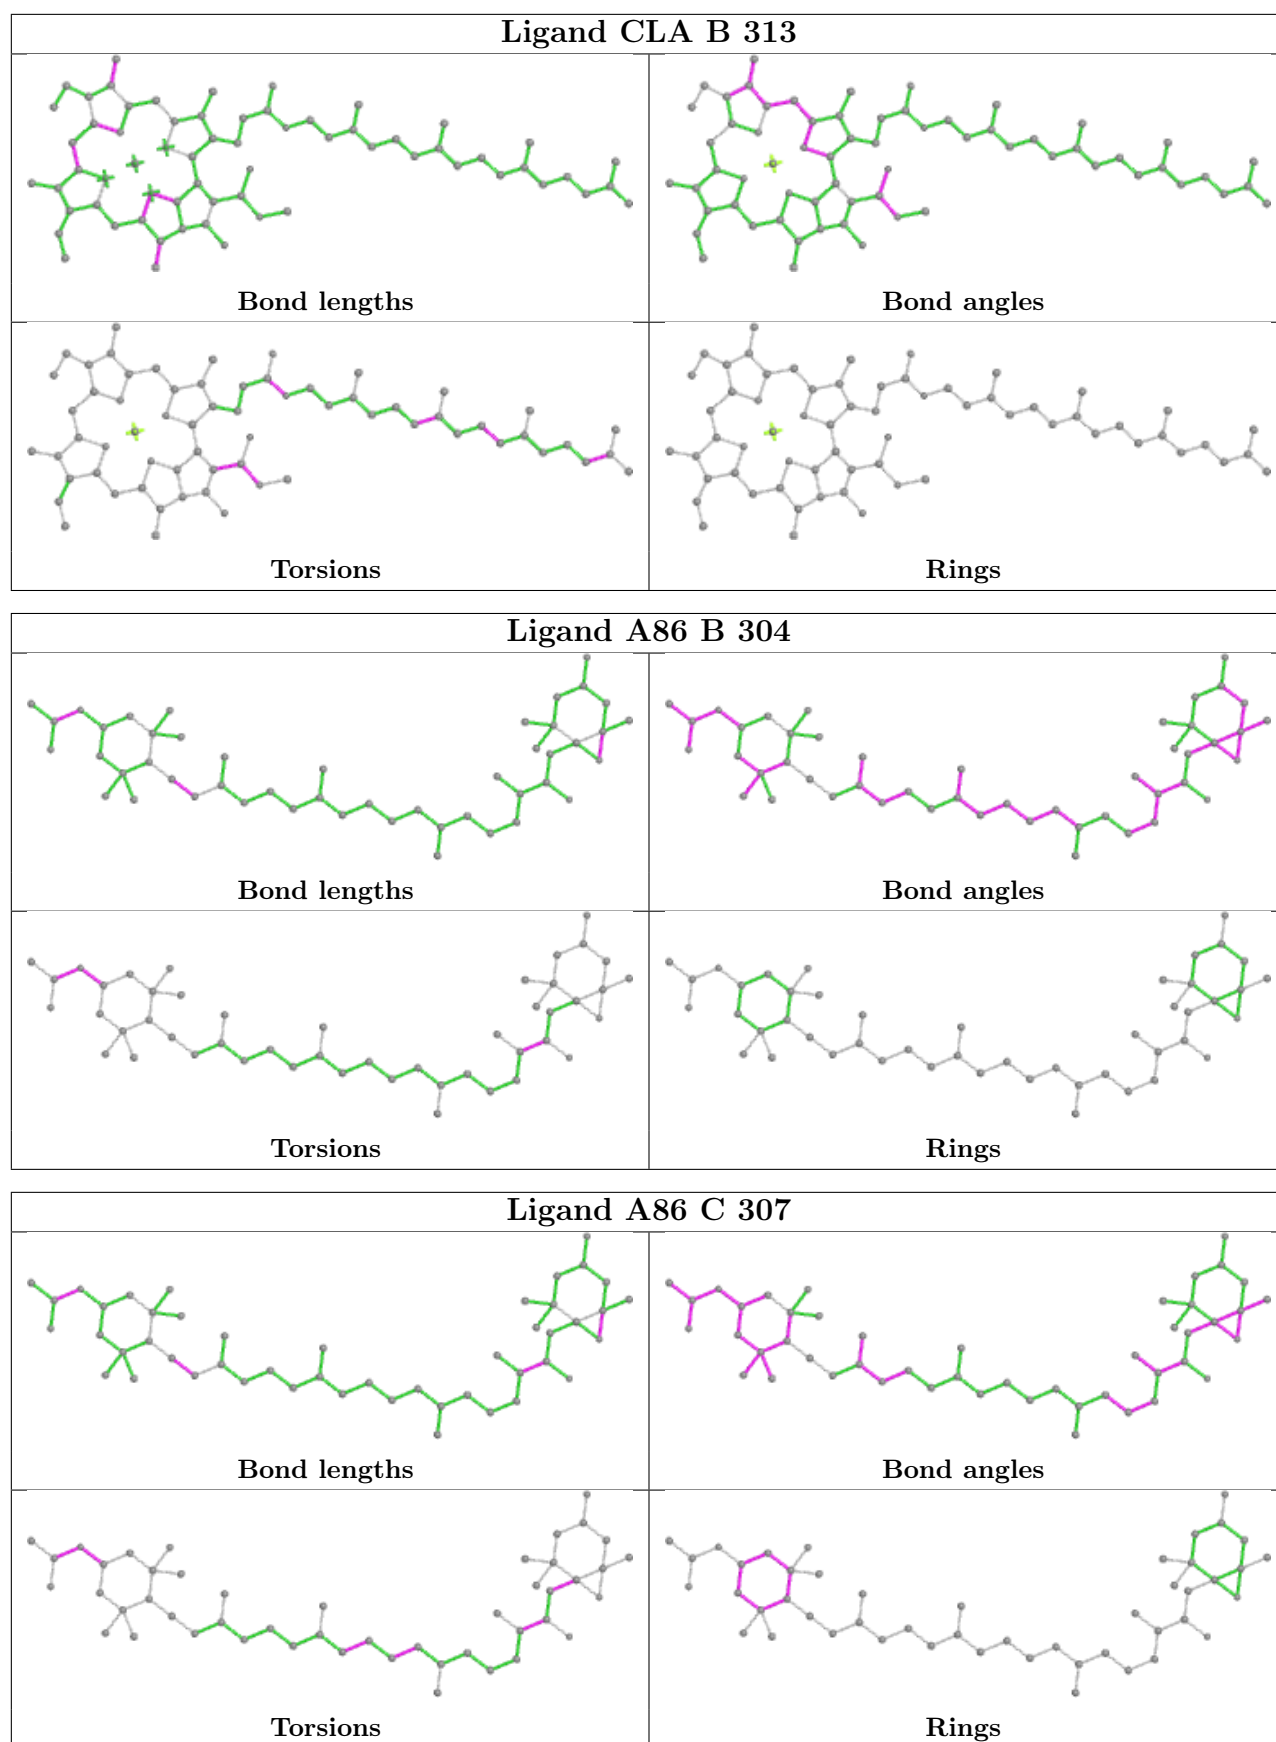 Ligand CLA B 313
Bond lengths
Bond angles
Torsions
Rings
Ligand A86 B 304
Bond lengths
Bond angles
Torsions
Rings
Ligand A86 C 307
Bond lengths
Bond angles
Torsions
Rings